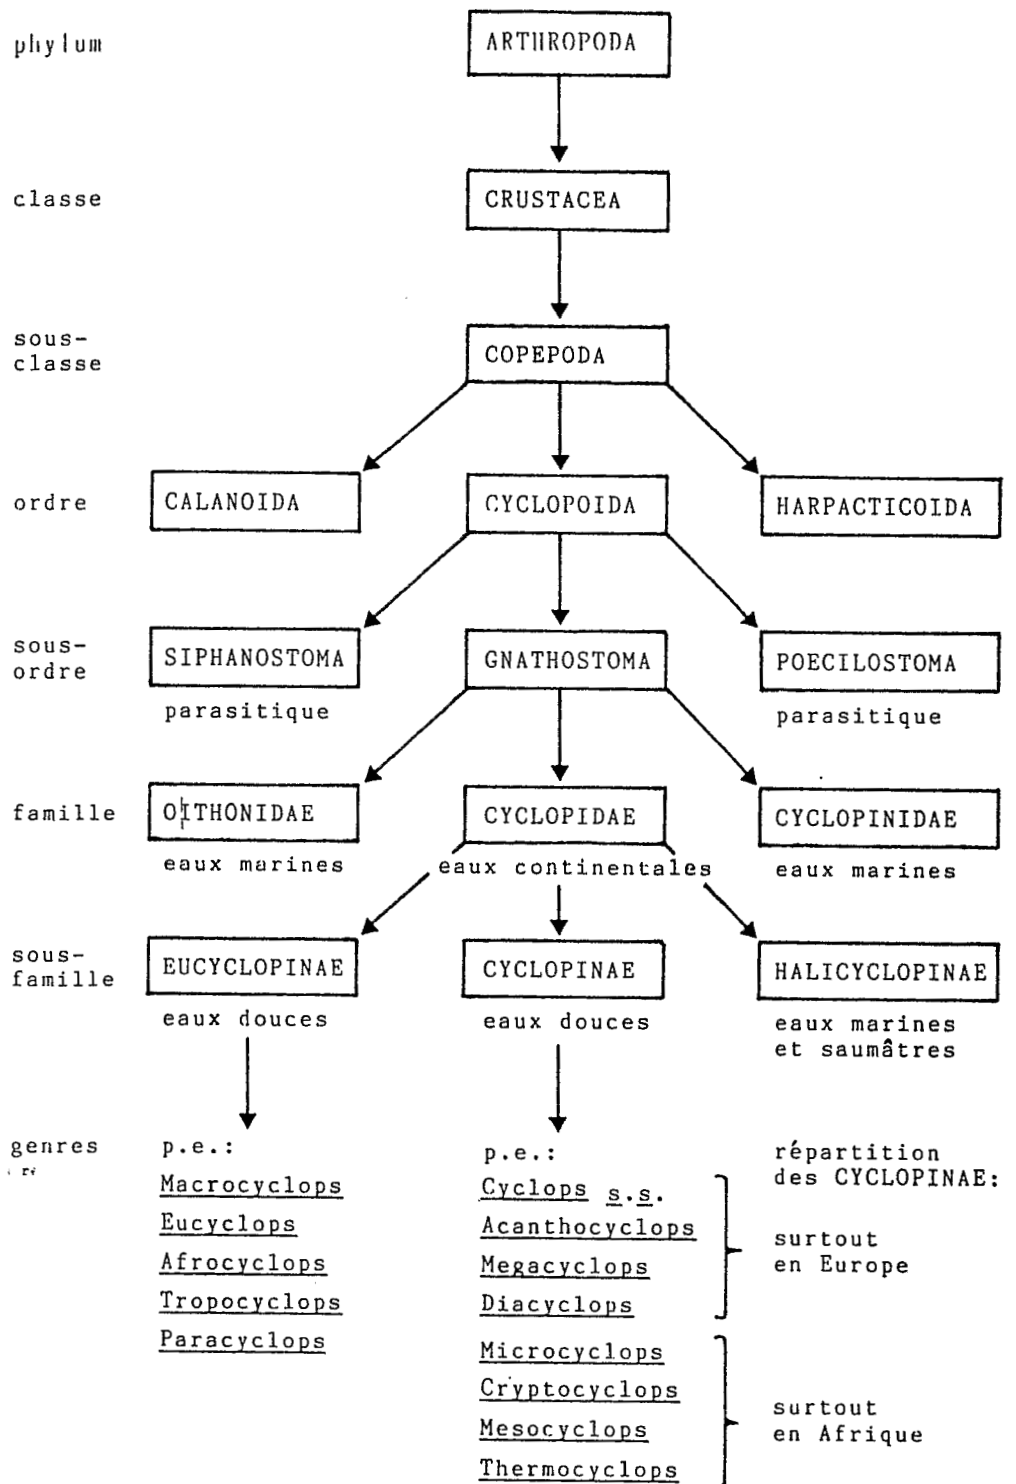 phylum
ARTHROPODA
classe
CRUSTACEA
sous-
classe
COPEPODA
ordre
CALANOIDA
CYCLOPOIDA
HARPACTICOIDA
sous-
ordre
SIPHANOSTOMA
GNATHOSTOMA
POECILOSTOMA
parasitique
parasitique
famille
OITHONIDAE
CYCLOPIDAE
CYCLOPINIDAE
eaux marines
eaux continentales
eaux marines
sous-
famille
EUCYCLOPINAE
CYCLOPINAE
HALICYCLOPINAE
eaux douces
eaux douces
eaux marines
et saumâtres
genres
p.e.:
Macrocyclops
Eucyclops
Afrocyclops
Tropocyclops
Paracyclops
p.e.:
Cyclops s.s.
Acanthocyclops
Megacyclops
Diacyclops
Microcyclops
Cryptocyclops
Mesocyclops
Thermocyclops
répartition
des CYCLOPINAE:
surtout
en Europe
surtout
en Afrique